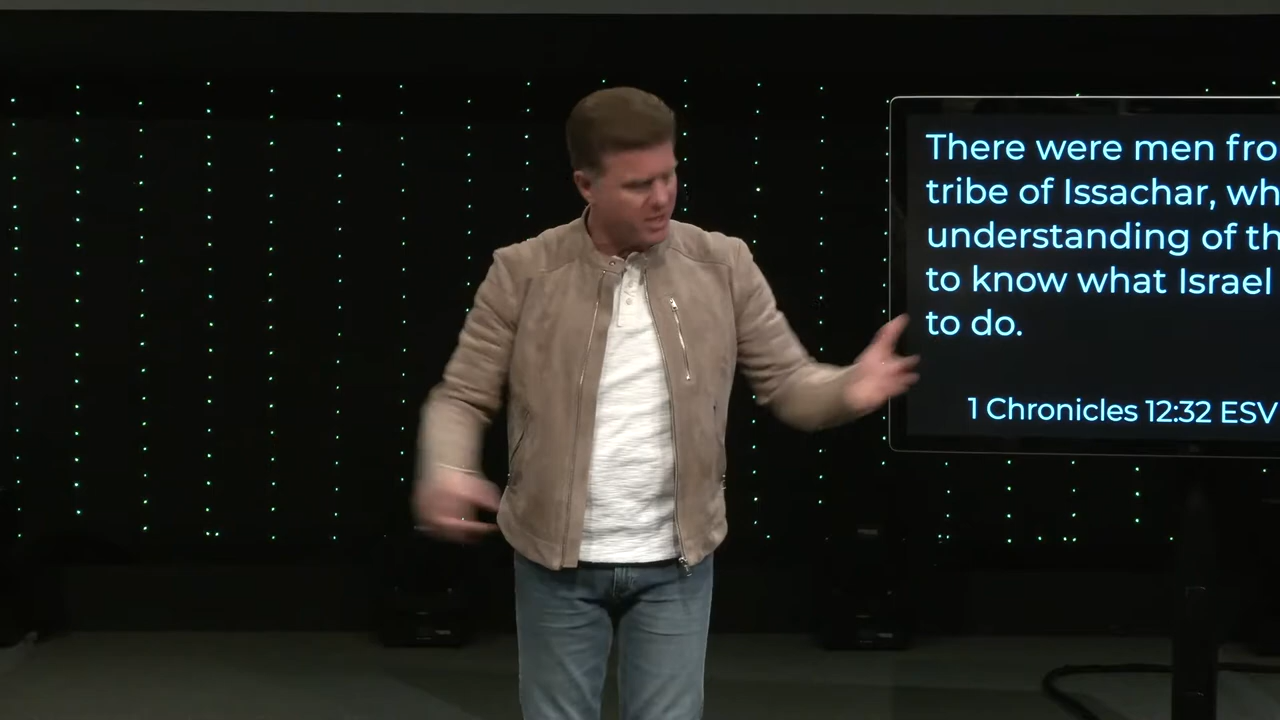 There were men fro
tribe of Issachar, wh
understanding of th
to know what Israel
to do.
1 Chronicles 12:32 ESV